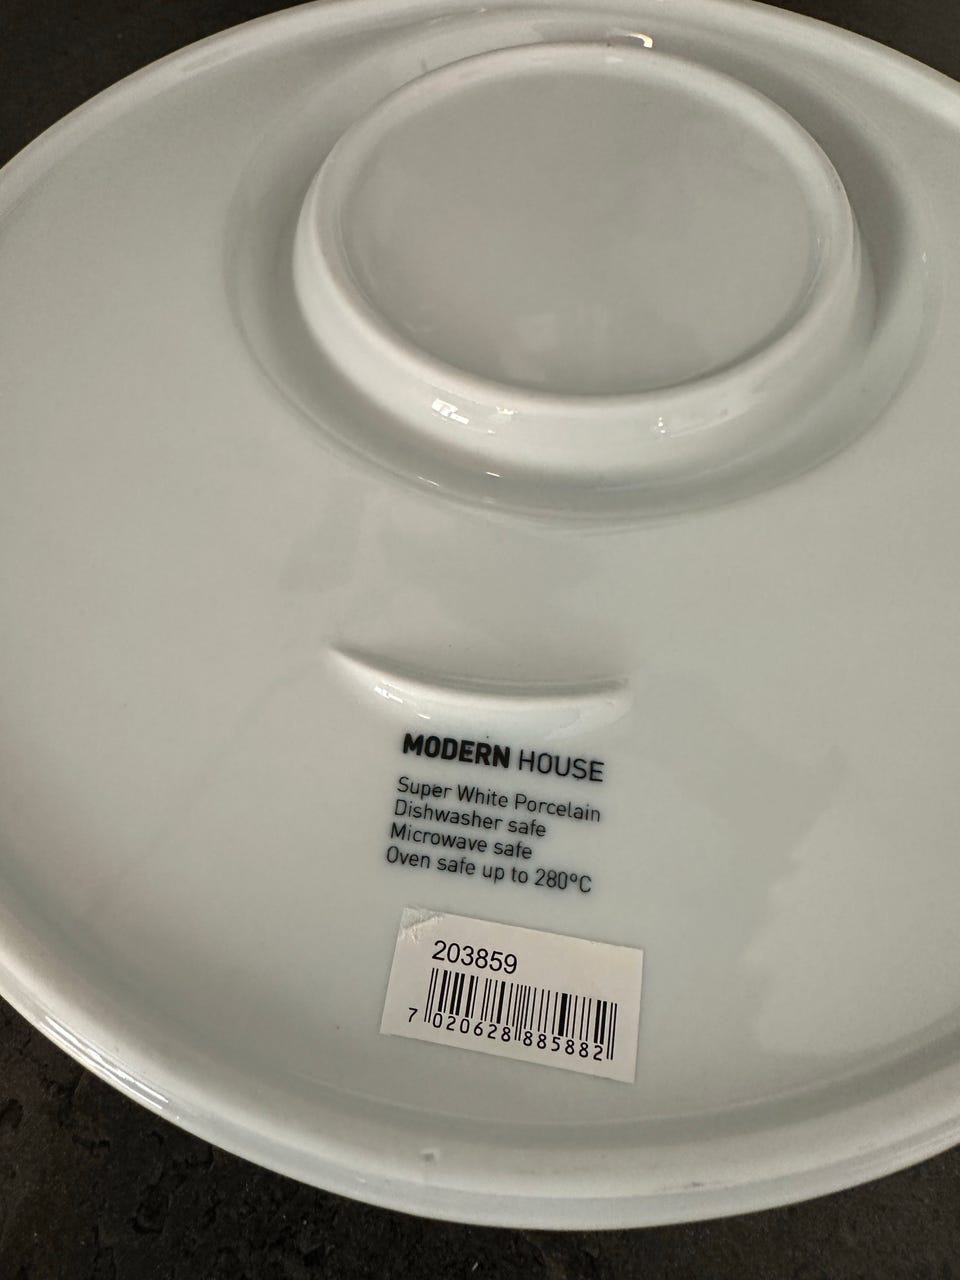 MODERN HOUSE
Super White Porcelain
Dishwasher safe
Microwave safe
Oven safe up to 280°C
203859
7 020628 885882